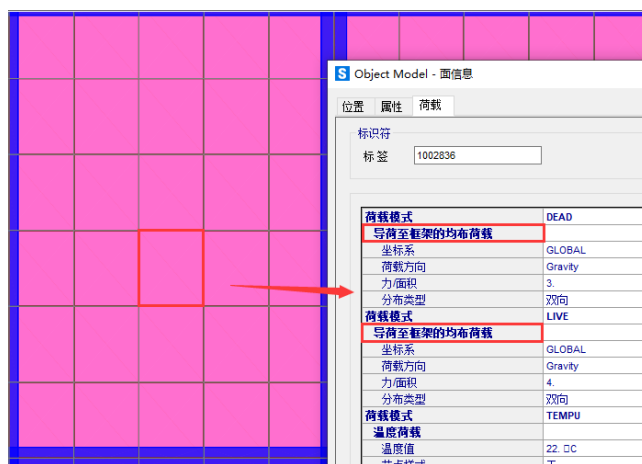 Object Model - 面信息
位置 属性 荷载
标识符
标签 1002836
荷载模式 DEAD
导荷至框架的均布荷载
坐标系 GLOBAL
荷载方向 Gravity
力/面积 3.
分布类型 双向
荷载模式 LIVE
导荷至框架的均布荷载
坐标系 GLOBAL
荷载方向 Gravity
力/面积 4.
分布类型 双向
荷载模式 TEMPU
温度荷载
温度值 22. □C